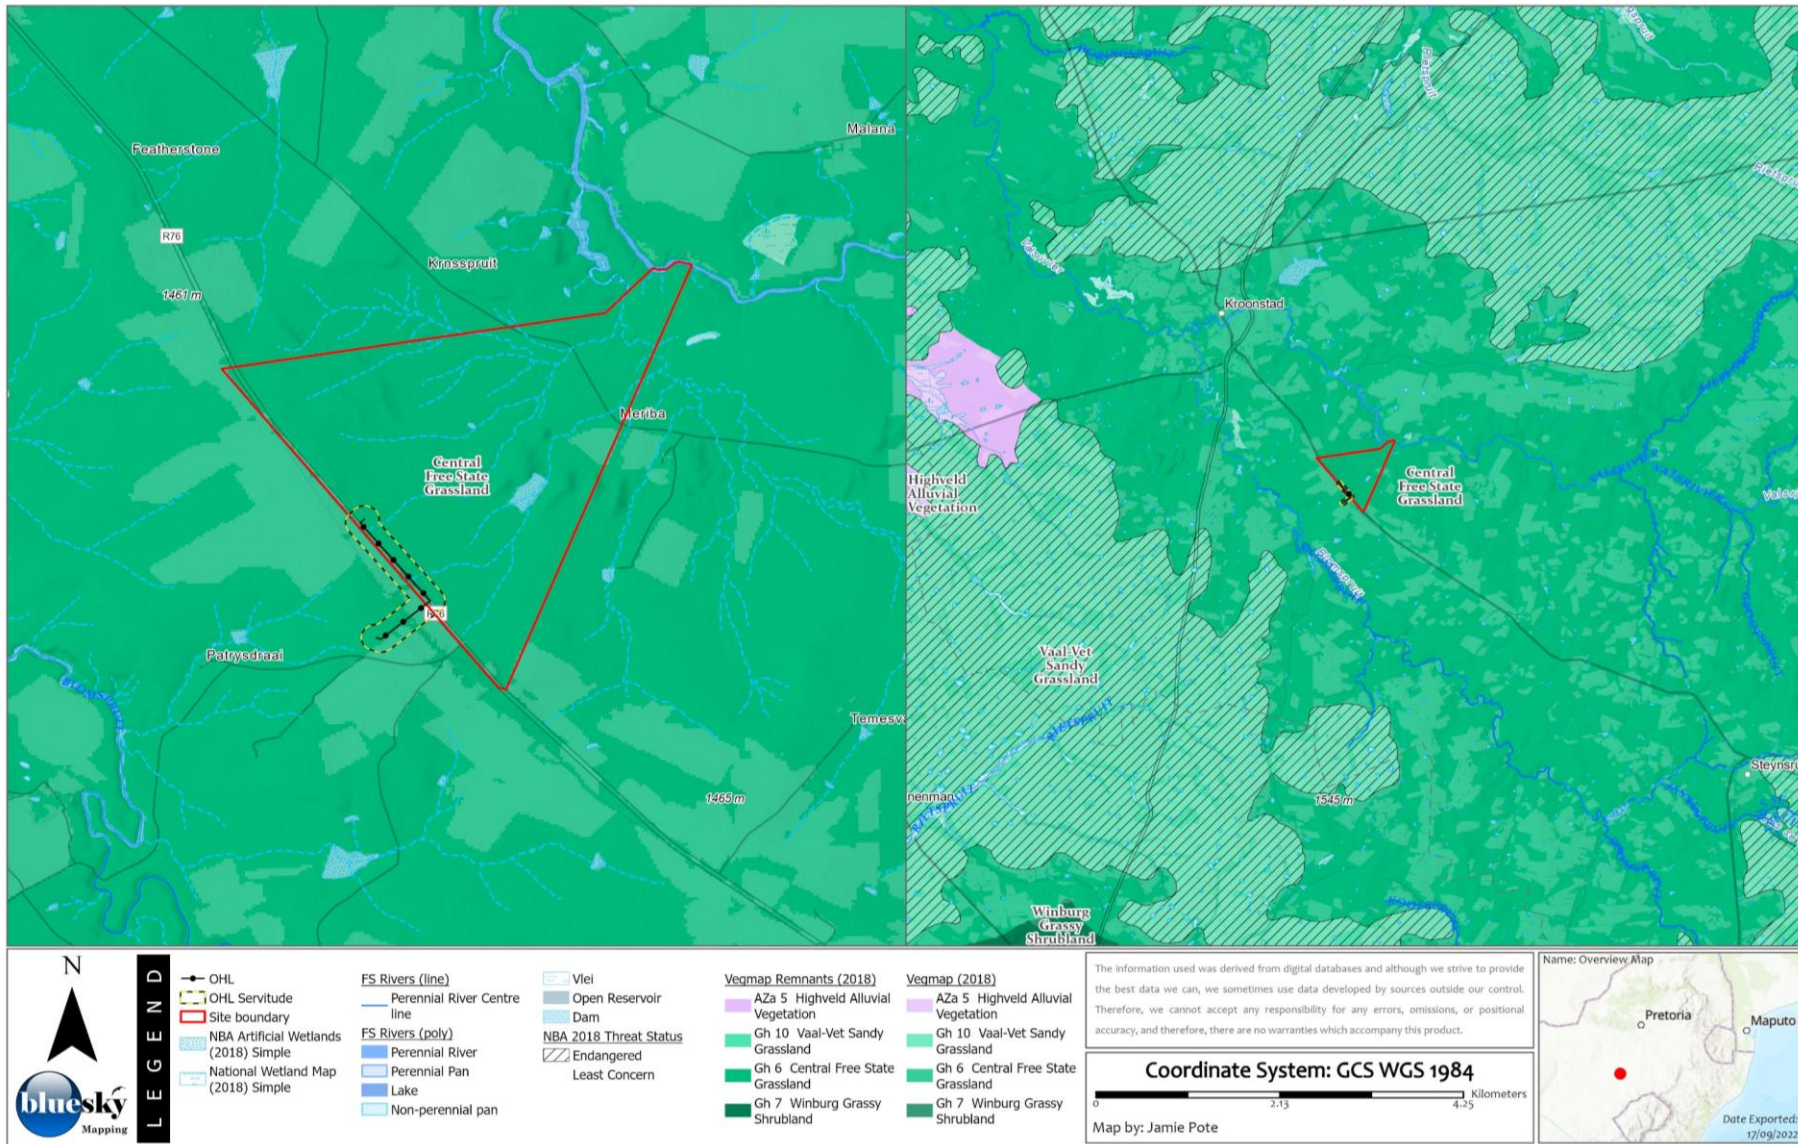 Featherstone
Malana
R76
Krnsspruit
1461 m
Meriba
Central
Free State
Grassland
R76
Patrysdraai
1465 m
Kroonstad
Central
Free State
Grassland
Highveld
Alluvial
Vegetation
Vaal-Vet
Sandy
Grassland
1545 m
Winburg
Grassy
Shrubland
N
LEGEND
OHL
OHL Servitude
Site boundary
NBA Artificial Wetlands
(2018) Simple
National Wetland Map
(2018) Simple
FS Rivers (line)
Perennial River Centre
line
FS Rivers (poly)
Perennial River
Perennial Pan
Lake
Non-perennial pan
Vlei
Open Reservoir
Dam
NBA 2018 Threat Status
Endangered
Least Concern
Vegmap Remnants (2018)
AZa 5 Highveld Alluvial
Vegetation
Gh 10 Vaal-Vet Sandy
Grassland
Gh 6 Central Free State
Grassland
Gh 7 Winburg Grassy
Shrubland
Vegmap (2018)
AZa 5 Highveld Alluvial
Vegetation
Gh 10 Vaal-Vet Sandy
Grassland
Gh 6 Central Free State
Grassland
Gh 7 Winburg Grassy
Shrubland
The information used was derived from digital databases and although we strive to provide
the best data we can, we sometimes use data developed by sources outside our control.
Therefore, we cannot accept any responsibility for any errors, omissions, or positional
accuracy, and therefore, there are no warranties which accompany this product.
Coordinate System: GCS WGS 1984
Kilometers
0 2.13 4.25
Map by: Jamie Pote
Name: Overview Map
Pretoria
Maputo
Date Exported:
17/09/2022
bluesky
Mapping